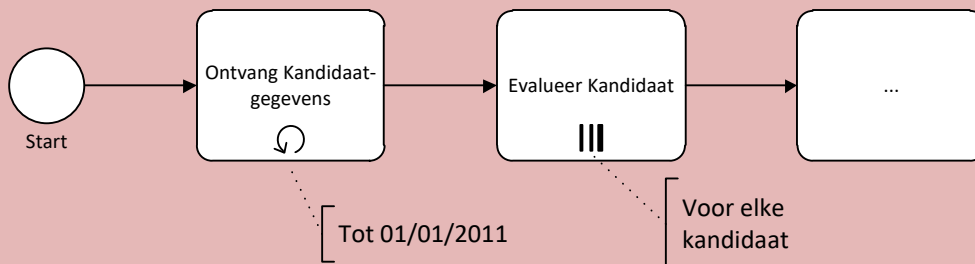 Start
Ontvang Kandidaat-
gegevens
Tot 01/01/2011
Evalueer Kandidaat
Voor elke
kandidaat
...